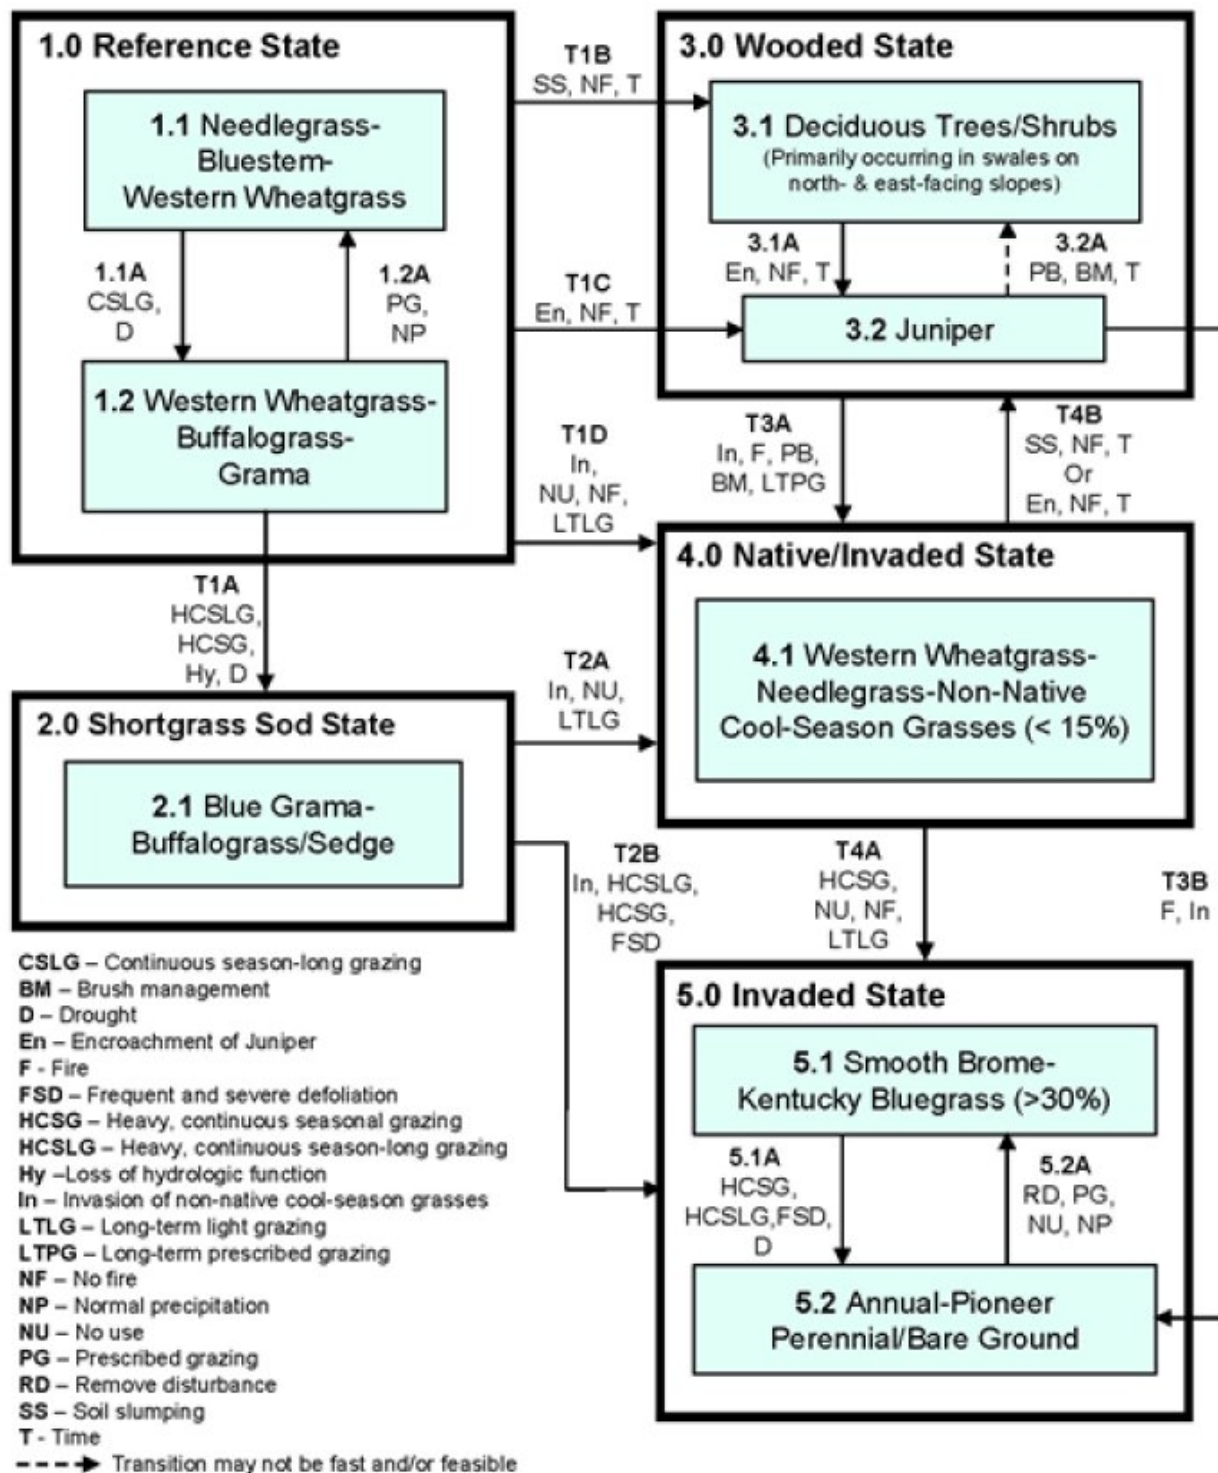 1.0 Reference State
1.1 Needlegrass-
Bluestem-
Western Wheatgrass
1.1A
CSLG,
D
1.2A
PG,
NP
1.2 Western Wheatgrass-
Buffalograss-
Grama
T1B
SS, NF, T
T1C
En, NF, T
T1D
In,
NU, NF,
LTLG
3.0 Wooded State
3.1 Deciduous Trees/Shrubs
(Primarily occurring in swales on
north- & east-facing slopes)
3.1A
En, NF, T
3.2A
PB, BM, T
3.2 Juniper
T3A
In, F, PB,
BM, LTPG
T4B
SS, NF, T
Or
En, NF, T
T1A
HCSLG,
HCSG,
Hy, D
2.0 Shortgrass Sod State
2.1 Blue Grama-
Buffalograss/Sedge
T2A
In, NU,
LTLG
4.0 Native/Invaded State
4.1 Western Wheatgrass-
Needlegrass-Non-Native
Cool-Season Grasses (< 15%)
T2B
In, HCSLG,
HCSG,
FSD
T4A
HCSG,
NU, NF,
LTLG
T3B
F, In
5.0 Invaded State
5.1 Smooth Brome-
Kentucky Bluegrass (>30%)
5.1A
HCSG,
HCSLG,FSD,
D
5.2A
RD, PG,
NU, NP
5.2 Annual-Pioneer
Perennial/Bare Ground
CSLG – Continuous season-long grazing
BM – Brush management
D – Drought
En – Encroachment of Juniper
F - Fire
FSD – Frequent and severe defoliation
HCSG – Heavy, continuous seasonal grazing
HCSLG – Heavy, continuous season-long grazing
Hy –Loss of hydrologic function
In – Invasion of non-native cool-season grasses
LTLG – Long-term light grazing
LTPG – Long-term prescribed grazing
NF – No fire
NP – Normal precipitation
NU – No use
PG – Prescribed grazing
RD – Remove disturbance
SS – Soil slumping
T - Time
Transition may not be fast and/or feasible